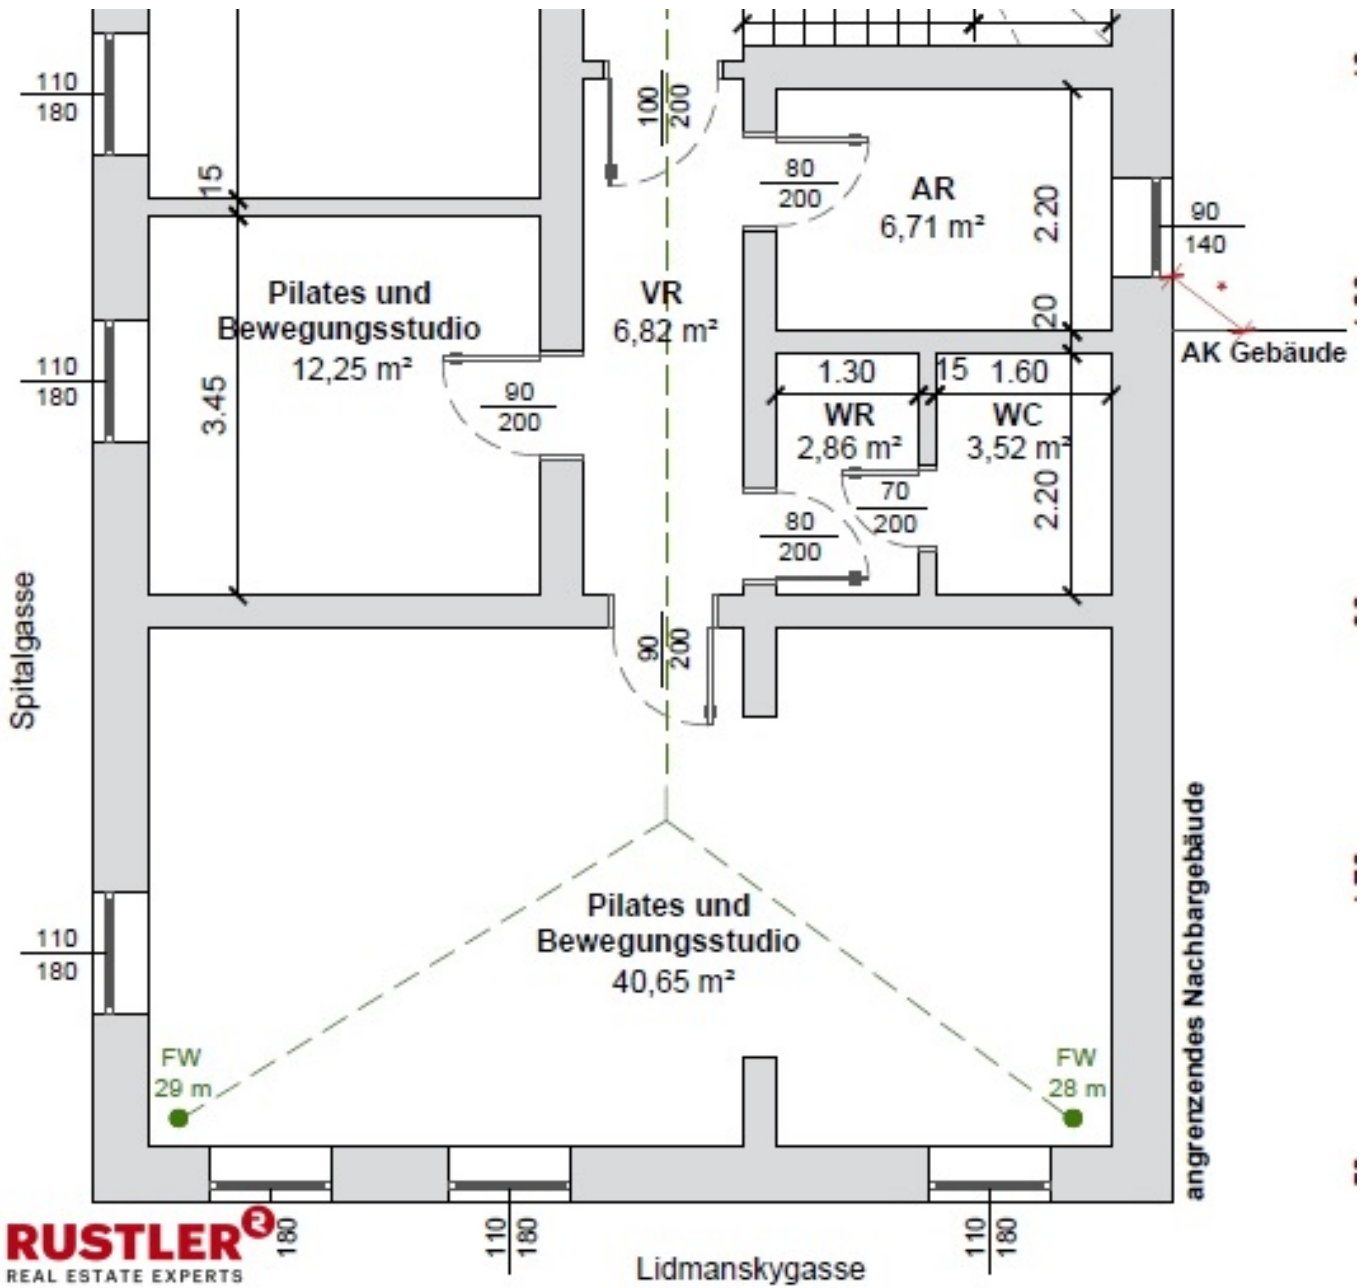 110
180
15
100
200
80
200
AR
6,71 m²
2.20
90
140
*
Pilates und
Bewegungsstudio
12,25 m²
VR
6,82 m²
20
AK Gebäude
110
180
3.45
90
200
1.30
15
1.60
WR
2,86 m²
WC
3,52 m²
70
200
2.20
80
200
Spitalgasse
90
200
angrenzendes Nachbargebäude
Pilates und
Bewegungsstudio
40,65 m²
110
180
FW
29 m
FW
28 m
RUSTLER
REAL ESTATE EXPERTS
180
110
180
110
180
Lidmanskygasse